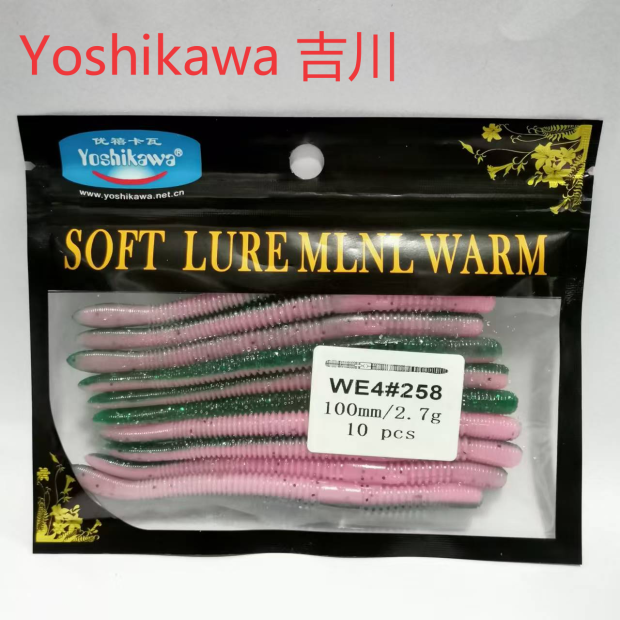 Yoshikawa 吉川
优禧卡瓦
Yoshikawa®
www.yoshikawa.net.cn
SOFT LURE MLNL WARM
WE4#258
100mm/2.7g
10 pcs